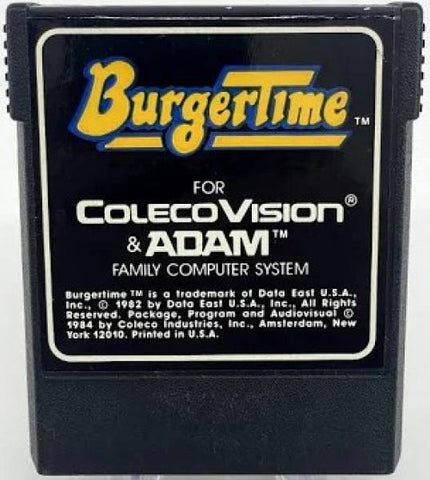 BurgerTime™
FOR
COLECOVISION®
& ADAM™
FAMILY COMPUTER SYSTEM
Burgertime™ is a trademark of Data East U.S.A.,
Inc., © 1982 by Data East U.S.A., Inc., All Rights
Reserved. Package, Program and Audiovisual ©
1984 by Coleco Industries, Inc., Amsterdam, New
York 12010. Printed in U.S.A.